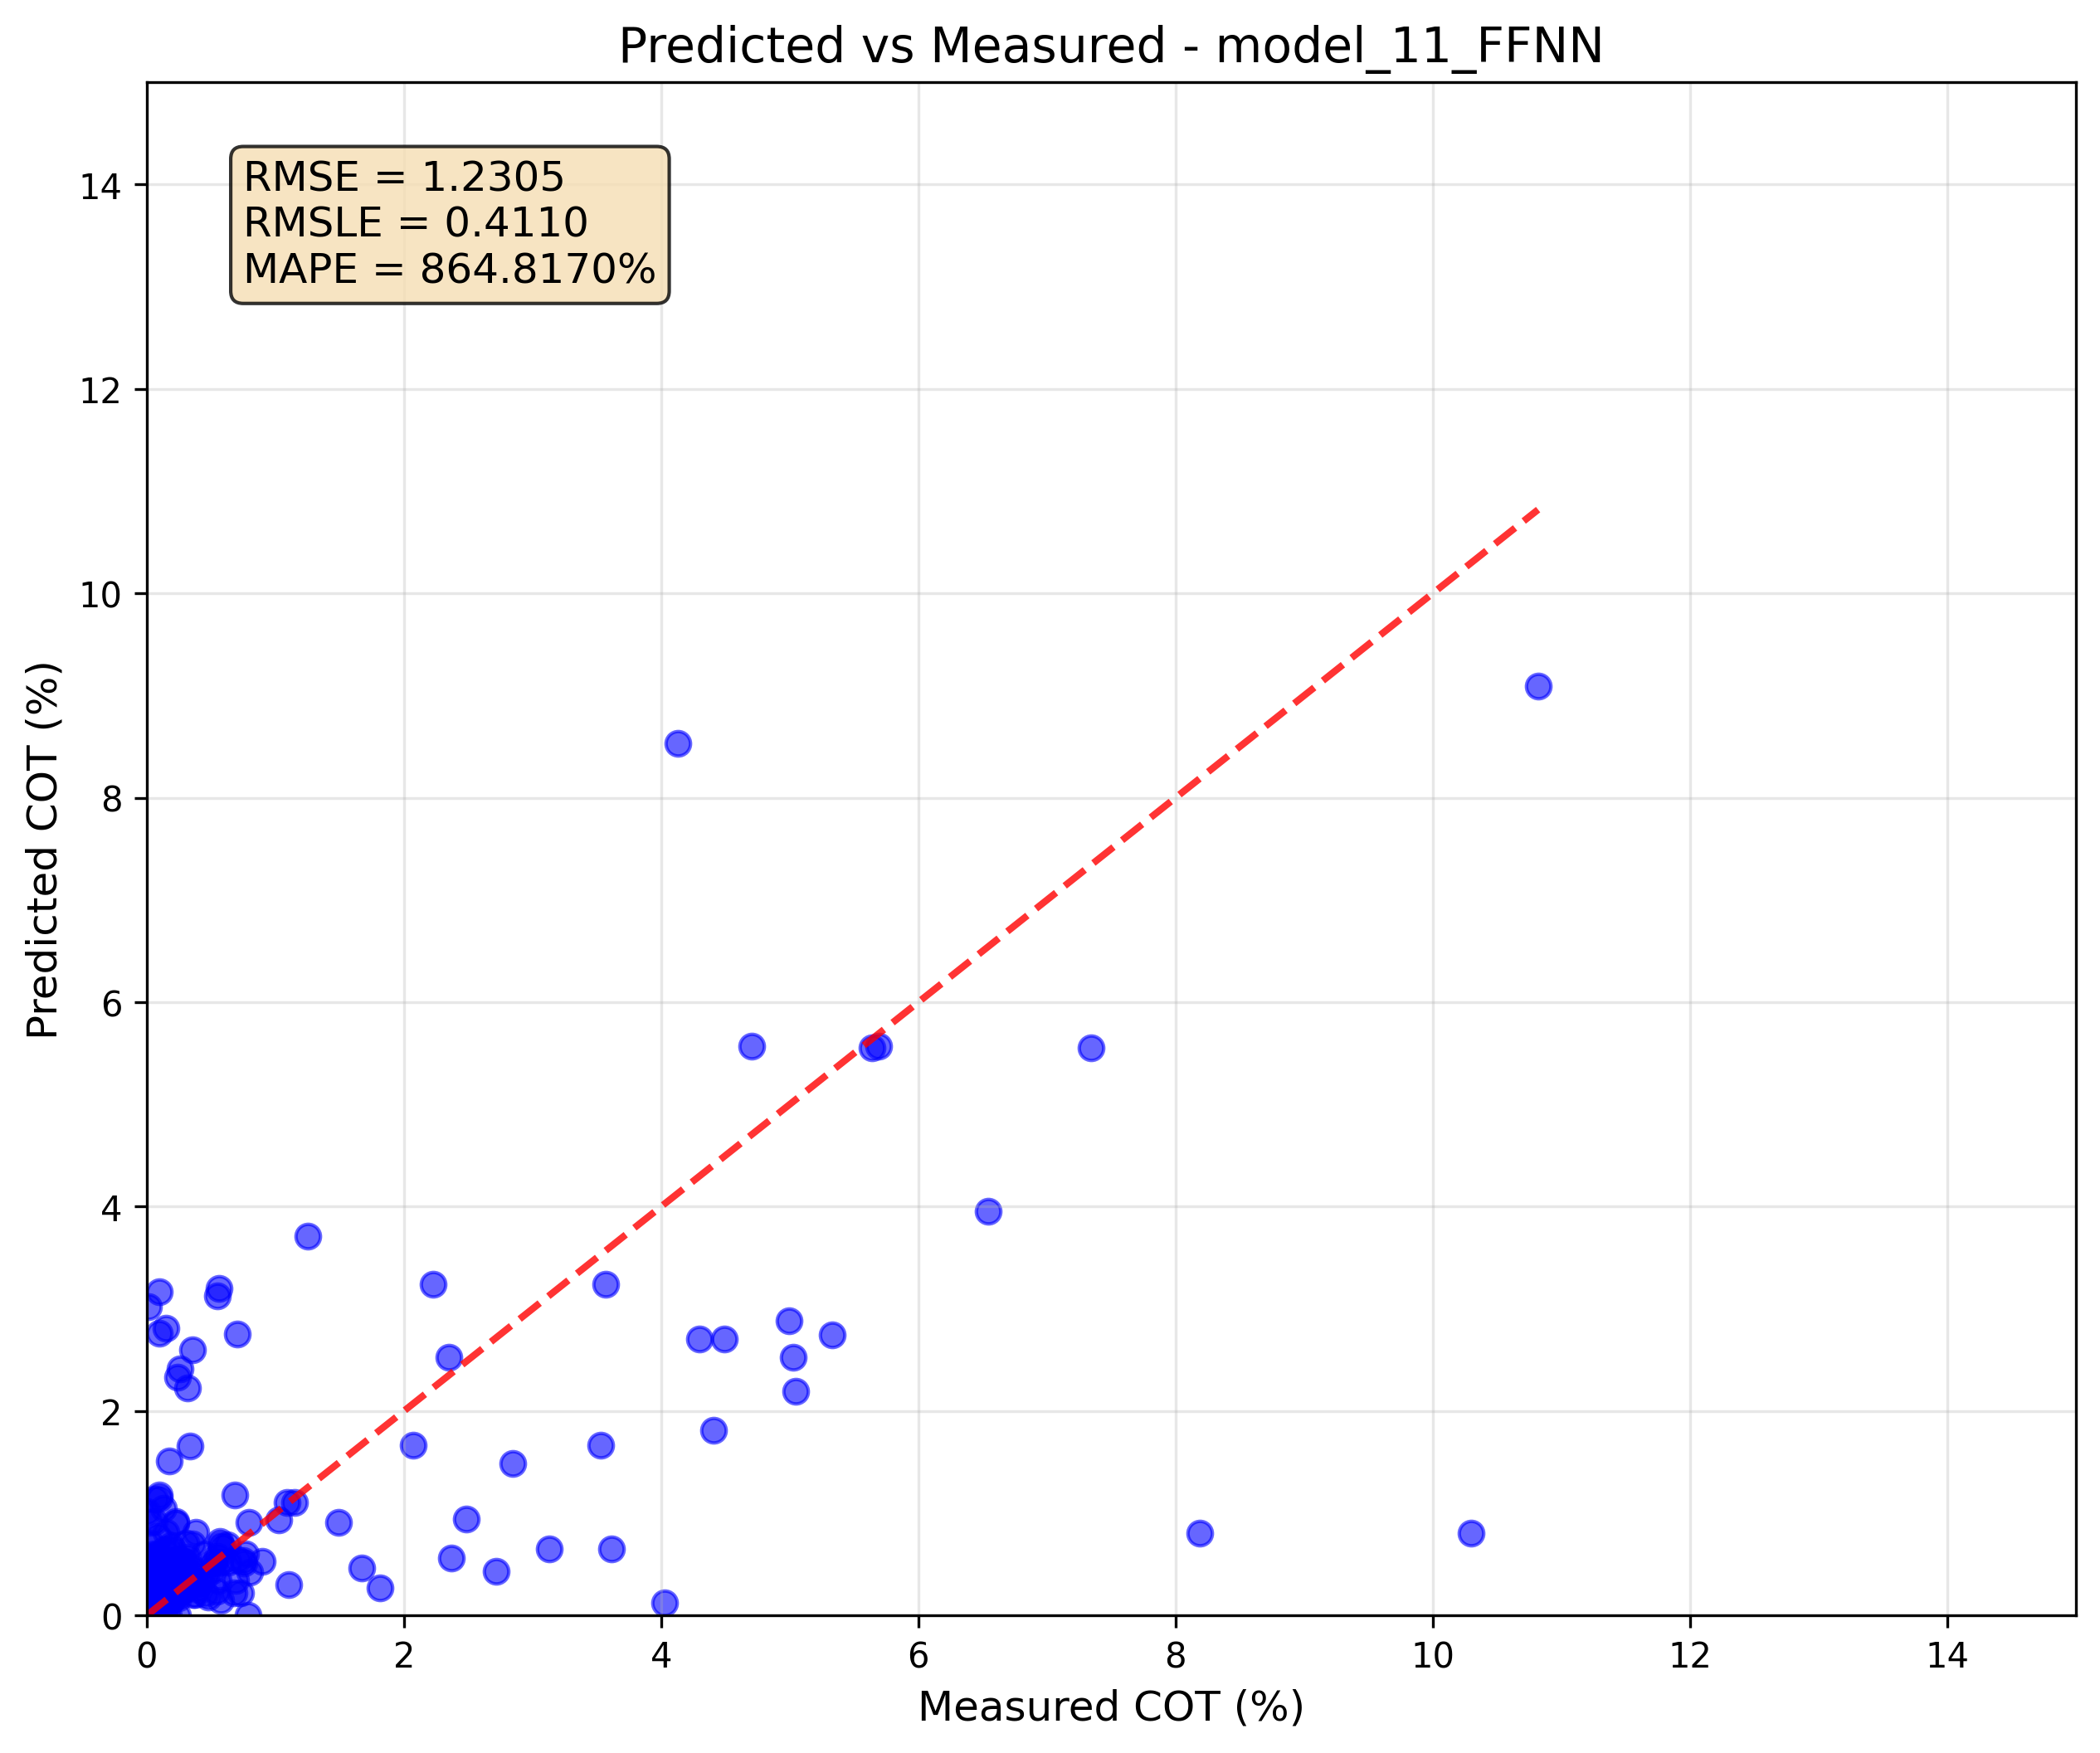 Predicted vs Measured - model_11_FFNN
RMSE = 1.2305
RMSLE = 0.4110
MAPE = 864.8170%
Predicted COT (%)
14
12
10
8
6
4
2
0
0 2 4 6 8 10 12 14
Measured COT (%)